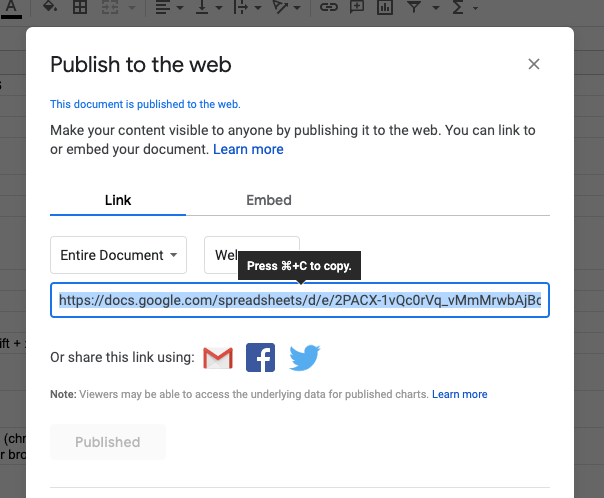 A
Publish to the web
This document is published to the web.
Make your content visible to anyone by publishing it to the web. You can link to
or embed your document. Learn more
Link Embed
Entire Document
Press ⌘+C to copy.
https://docs.google.com/spreadsheets/d/e/2PACX-1vQc0rVq_vMmMrwbAjBc
ift +
Or share this link using:
Note: Viewers may be able to access the underlying data for published charts. Learn more
Published
(chr
r bro